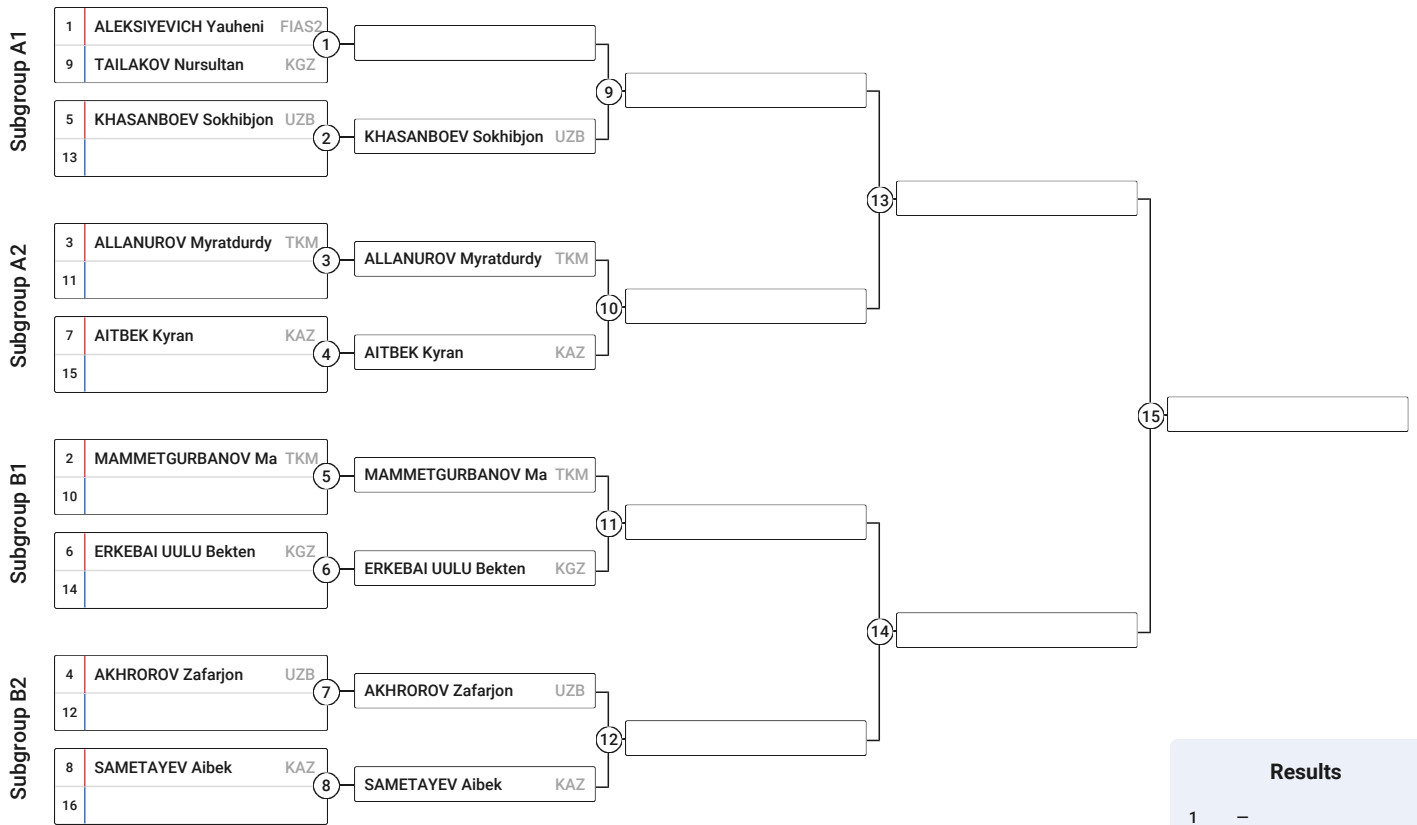 Subgroup A1
1 ALEKSIYEVICH Yauheni FIAS2
9 TAILAKOV Nursultan KGZ
1
5 KHASANBOEV Sokhibjon UZB
13
2
KHASANBOEV Sokhibjon UZB
9
Subgroup A2
3 ALLANUROV Myratdurdy TKM
11
3
ALLANUROV Myratdurdy TKM
7 AITBEK Kyran KAZ
15
4
AITBEK Kyran KAZ
10
13
Subgroup B1
2 MAMMETGURBANOV Ma TKM
10
5
MAMMETGURBANOV Ma TKM
6 ERKEBAI UULU Bekten KGZ
14
6
ERKEBAI UULU Bekten KGZ
11
Subgroup B2
4 AKHROROV Zafarjon UZB
12
7
AKHROROV Zafarjon UZB
8 SAMETAYEV Aibek KAZ
16
8
SAMETAYEV Aibek KAZ
12
14
15
Results
1 –